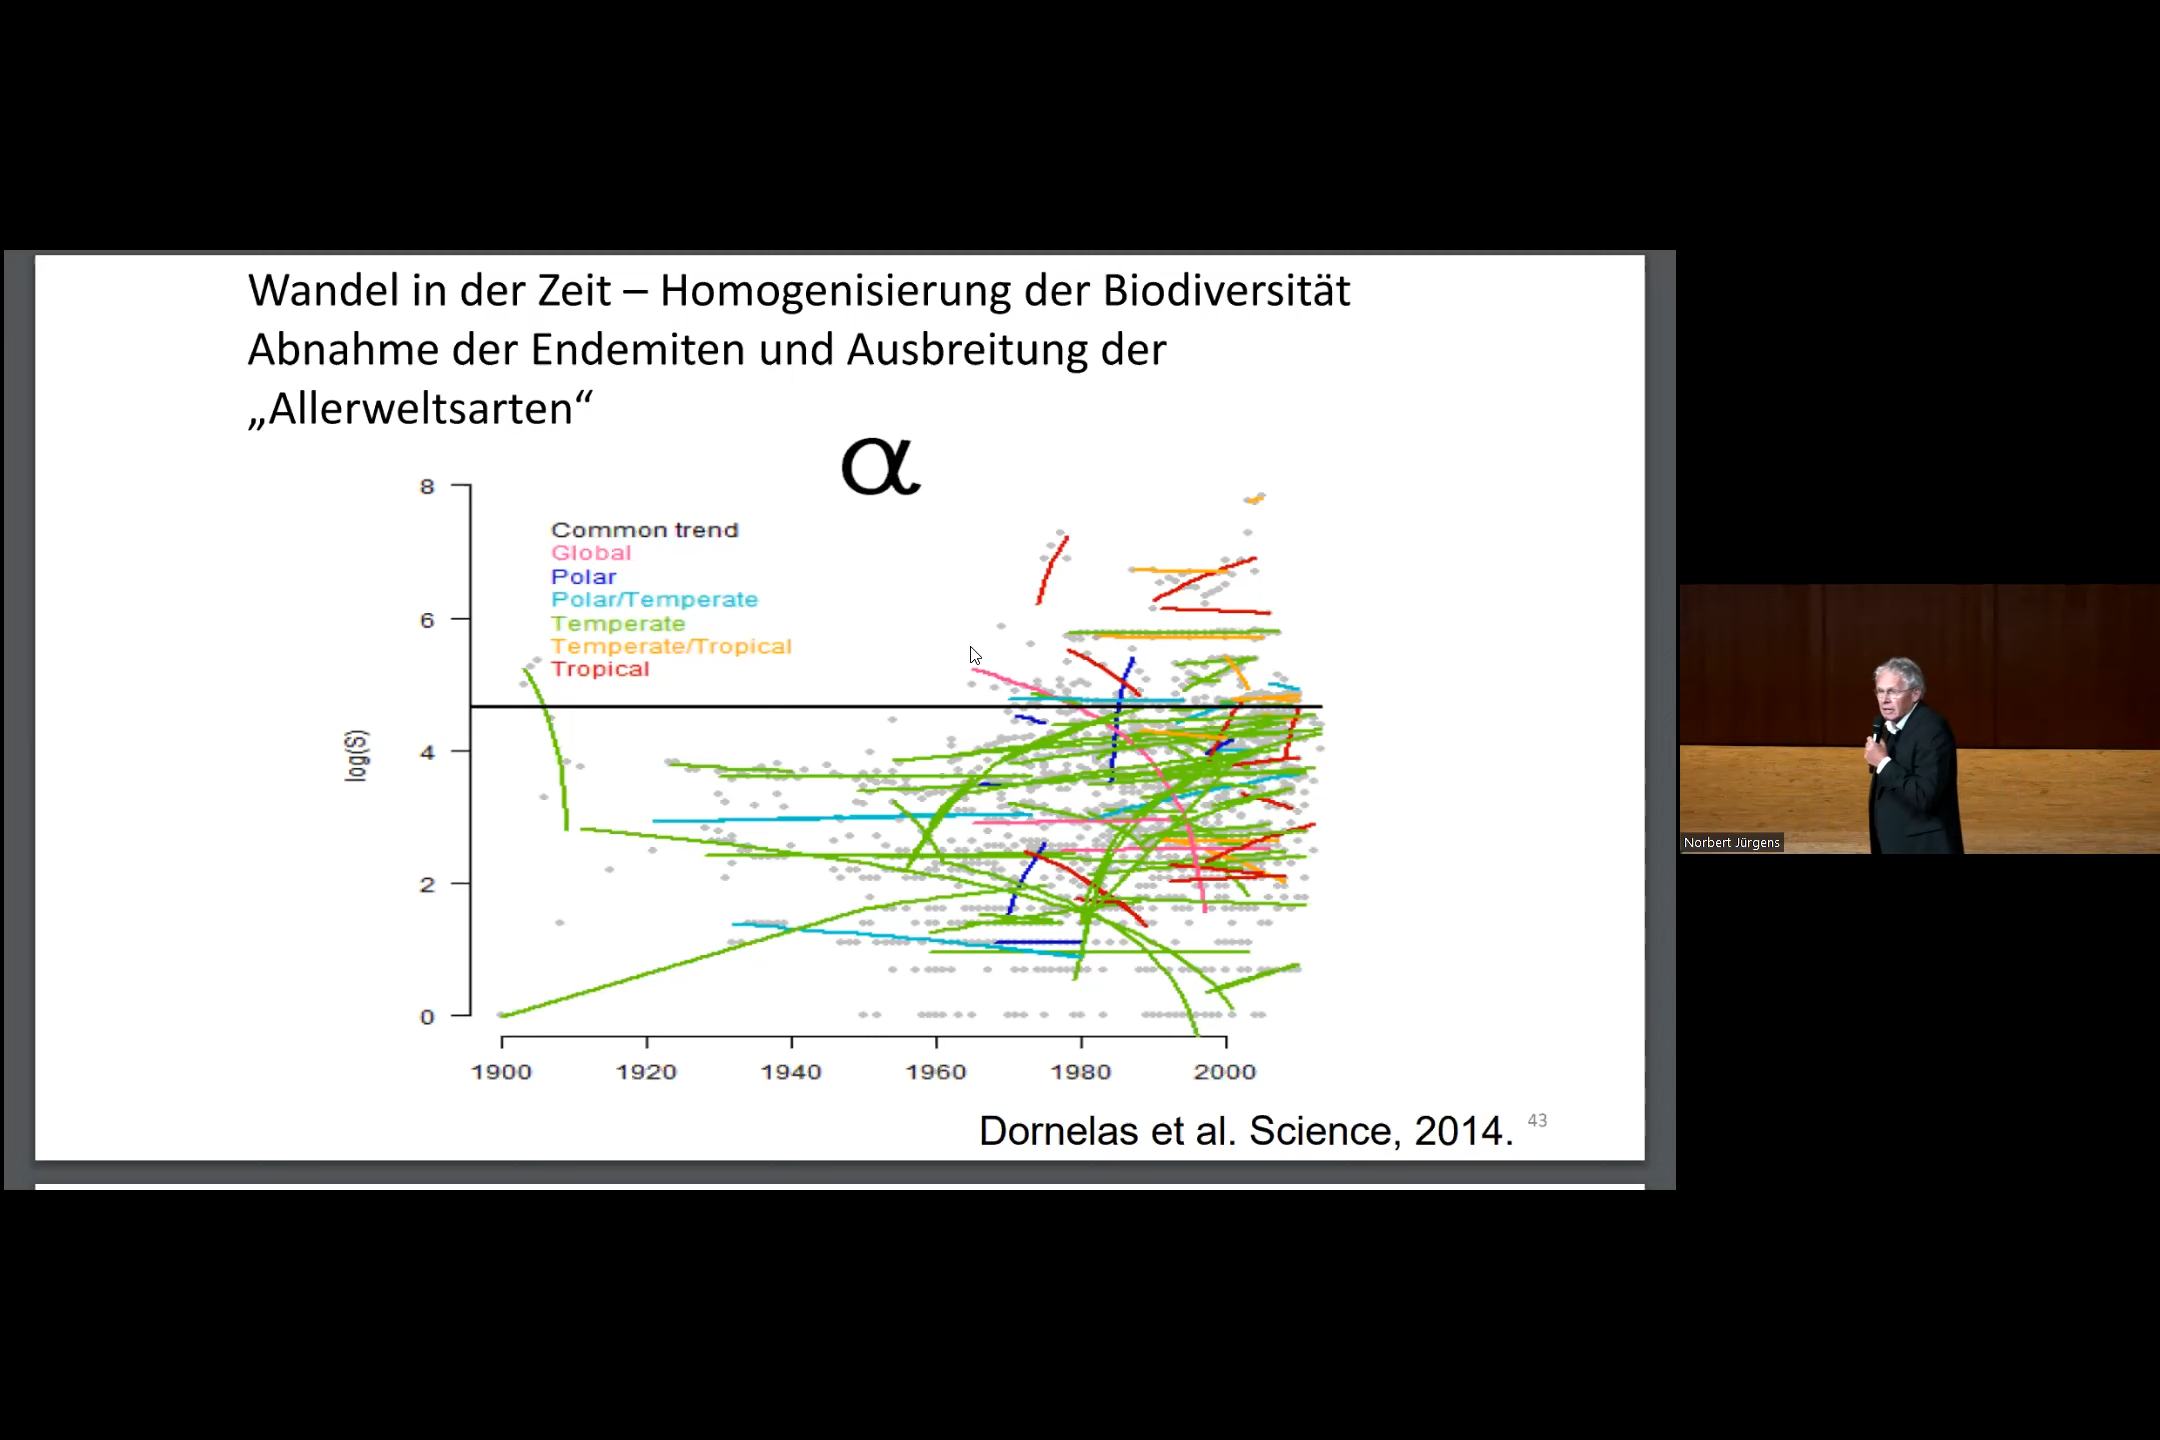 Wandel in der Zeit – Homogenisierung der Biodiversität
Abnahme der Endemiten und Ausbreitung der
„Allerweltsarten“
α
8
6
4
2
0
log(S)
Common trend
Global
Polar
Polar/Temperate
Temperate
Temperate/Tropical
Tropical
1900 1920 1940 1960 1980 2000
Dornelas et al. Science, 2014.
43
Norbert Jürgens